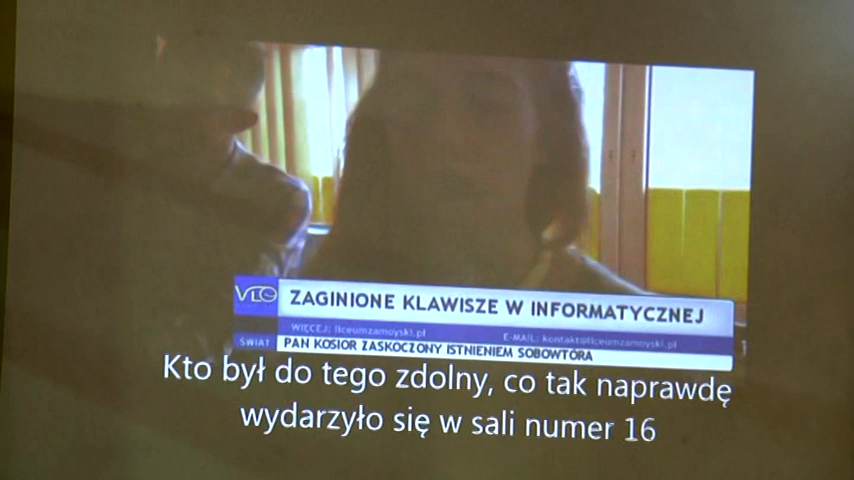 VLO
ZAGINIONE KLAWISZE W INFORMATYCZNEJ
WIĘCEJ: liceumzamoyski.pl
E-MAIL: kontakt@liceumzamoyski.pl
ŚWIAT
PAN KOSIOR ZASKOCZONY ISTNIENIEM SOBOWTÓRA
Kto był do tego zdolny, co tak naprawdę
wydarzyło się w sali numer 16